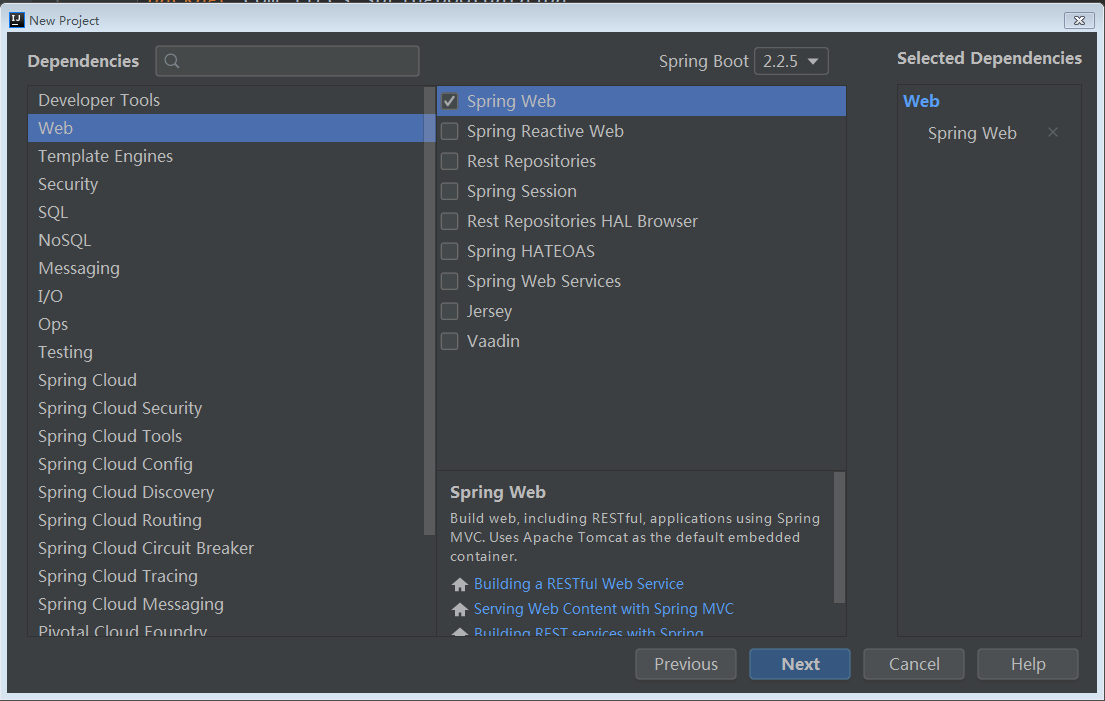 New Project
Dependencies
Spring Boot 2.2.5
Selected Dependencies
Developer Tools
Web
Template Engines
Security
SQL
NoSQL
Messaging
I/O
Ops
Testing
Spring Cloud
Spring Cloud Security
Spring Cloud Tools
Spring Cloud Config
Spring Cloud Discovery
Spring Cloud Routing
Spring Cloud Circuit Breaker
Spring Cloud Tracing
Spring Cloud Messaging
Pivotal Cloud Foundry
Spring Web
Spring Reactive Web
Rest Repositories
Spring Session
Rest Repositories HAL Browser
Spring HATEOAS
Spring Web Services
Jersey
Vaadin
Spring Web
Build web, including RESTful, applications using Spring
MVC. Uses Apache Tomcat as the default embedded
container.
Building a RESTful Web Service
Serving Web Content with Spring MVC
Building REST services with Spring
Web
Spring Web
Previous
Next
Cancel
Help